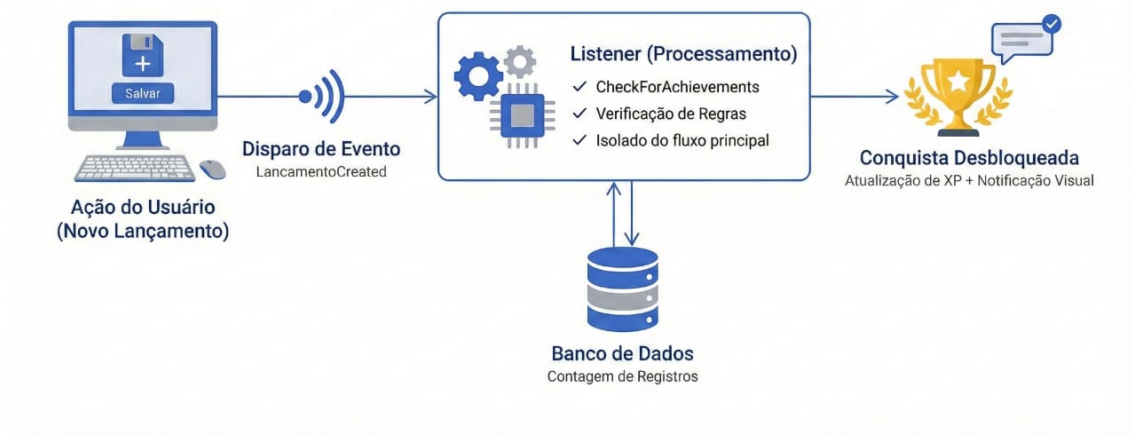 Salvar
Ação do Usuário
(Novo Lançamento)
Disparo de Evento
LancamentoCreated
Listener (Processamento)
✓ CheckForAchievements
✓ Verificação de Regras
✓ Isolado do fluxo principal
Banco de Dados
Contagem de Registros
Conquista Desbloqueada
Atualização de XP + Notificação Visual